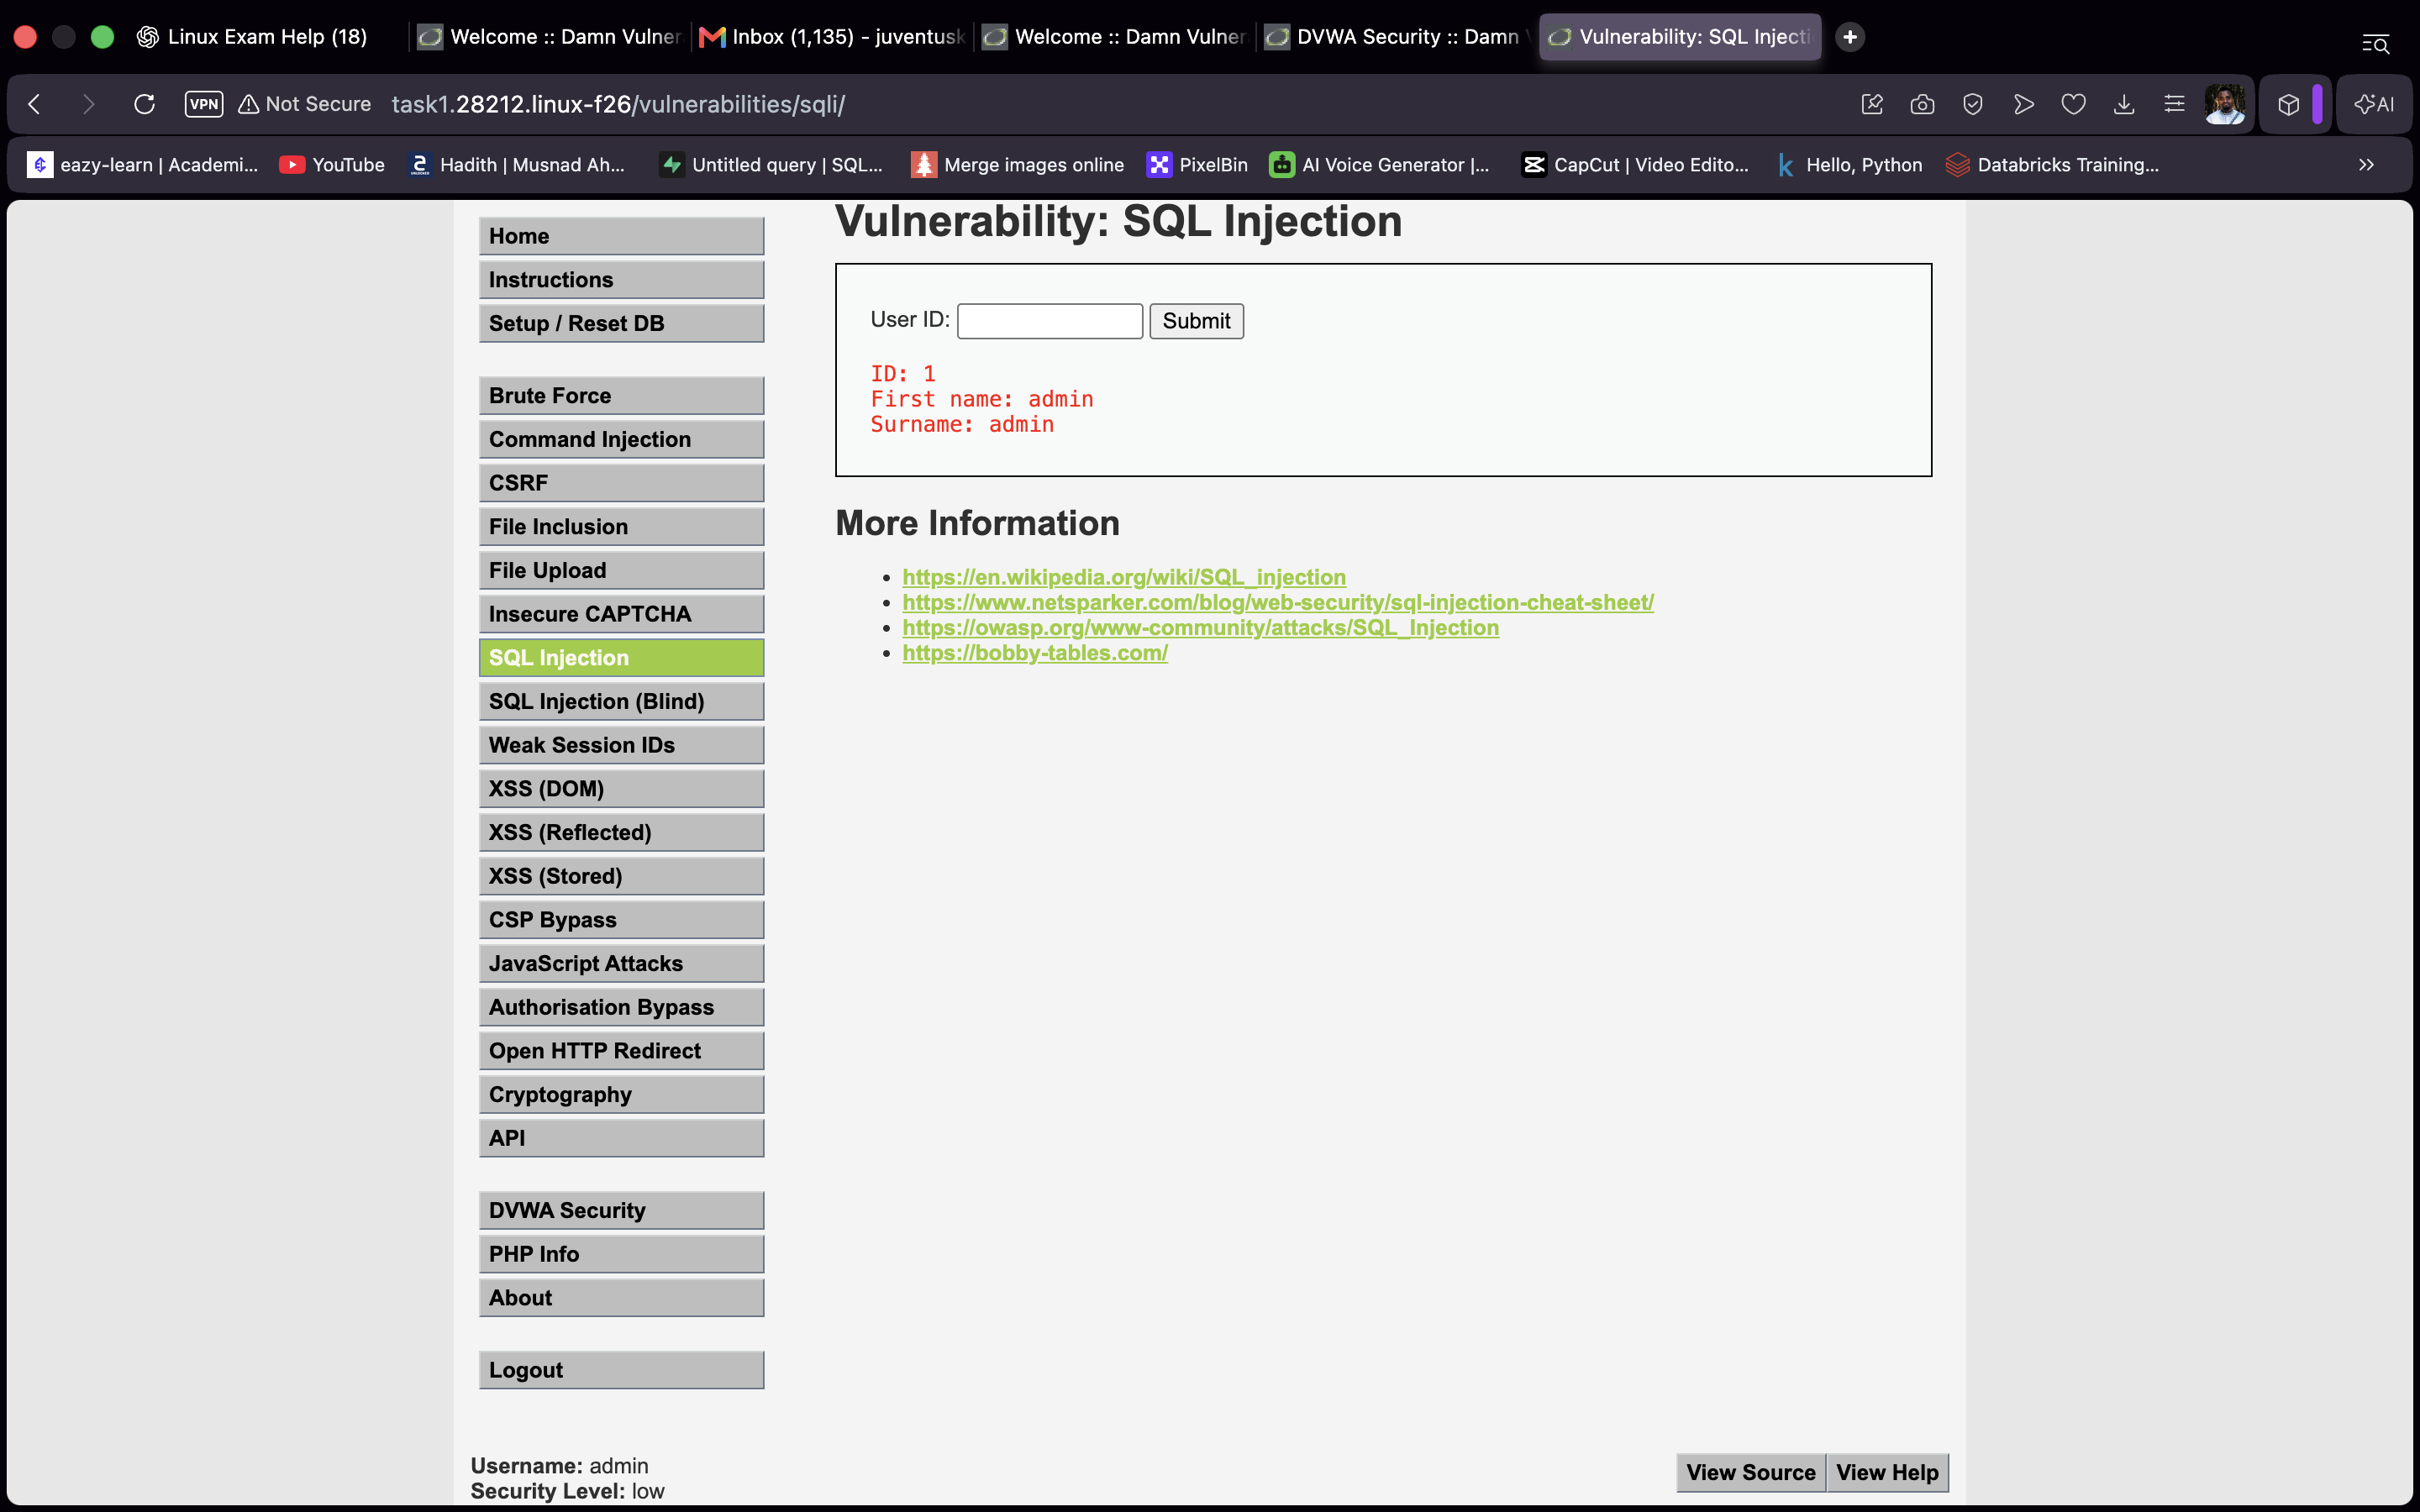 Linux Exam Help (18)
Welcome :: Damn Vulner
Inbox (1,135) - juventusk
Welcome :: Damn Vulner
DVWA Security :: Damn
Vulnerability: SQL Injecti
VPN
Not Secure
task1.28212.linux-f26/vulnerabilities/sqli/
AI
eazy-learn | Academi...
YouTube
Hadith | Musnad Ah...
Untitled query | SQL...
Merge images online
PixelBin
AI Voice Generator |...
CapCut | Video Edito...
Hello, Python
Databricks Training...
Home
Instructions
Setup / Reset DB
Brute Force
Command Injection
CSRF
File Inclusion
File Upload
Insecure CAPTCHA
SQL Injection
SQL Injection (Blind)
Weak Session IDs
XSS (DOM)
XSS (Reflected)
XSS (Stored)
CSP Bypass
JavaScript Attacks
Authorisation Bypass
Open HTTP Redirect
Cryptography
API
DVWA Security
PHP Info
About
Logout
Vulnerability: SQL Injection
User ID:
Submit
ID: 1
First name: admin
Surname: admin
More Information
https://en.wikipedia.org/wiki/SQL_injection
https://www.netsparker.com/blog/web-security/sql-injection-cheat-sheet/
https://owasp.org/www-community/attacks/SQL_Injection
https://bobby-tables.com/
Username: admin
Security Level: low
View Source
View Help